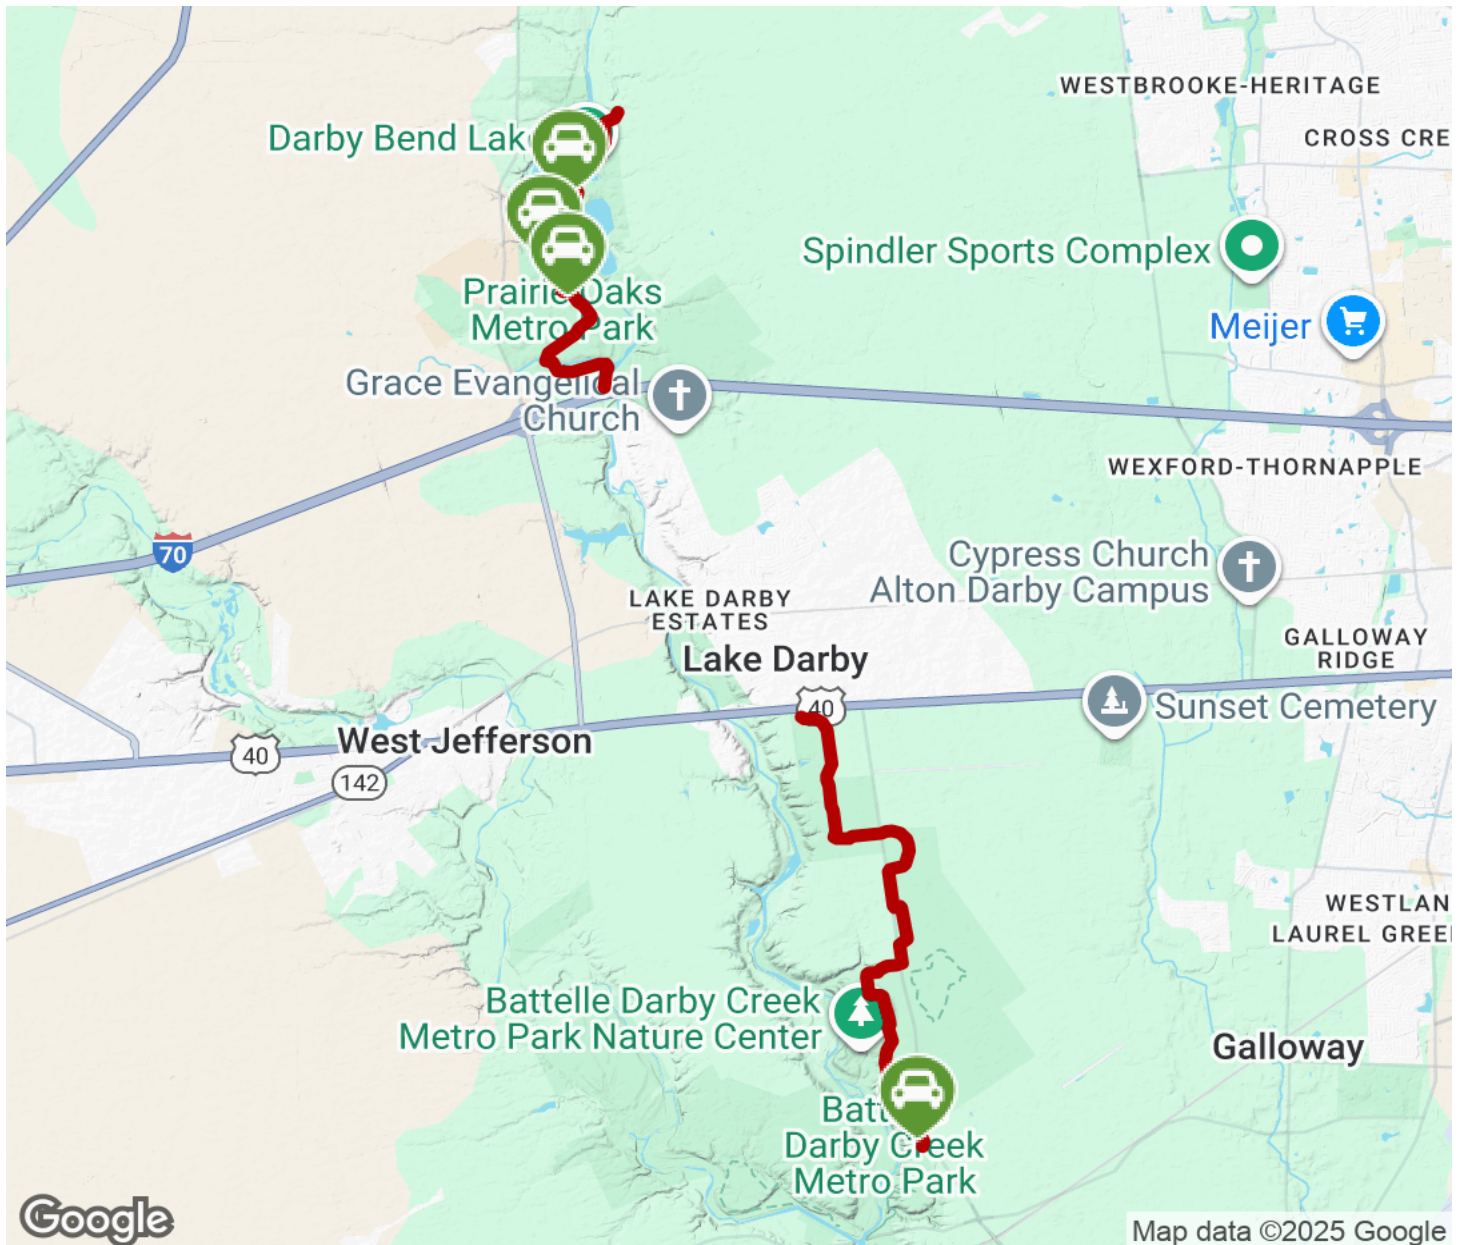 WESTBROOKE-HERITAGE
Darby Bend Lak
CROSS CRE
Spindler Sports Complex
Prairie Oaks
Metro Park
Meijer
Grace Evangelical
Church
WEXFORD-THORNAPPLE
70
Cypress Church
Alton Darby Campus
LAKE DARBY
ESTATES
GALLOWAY
RIDGE
Lake Darby
40
Sunset Cemetery
West Jefferson
40
142
WESTLAN
LAUREL GREE
Battelle Darby Creek
Metro Park Nature Center
Galloway
Batt
Darby Creek
Metro Park
Google
Map data ©2025 Google